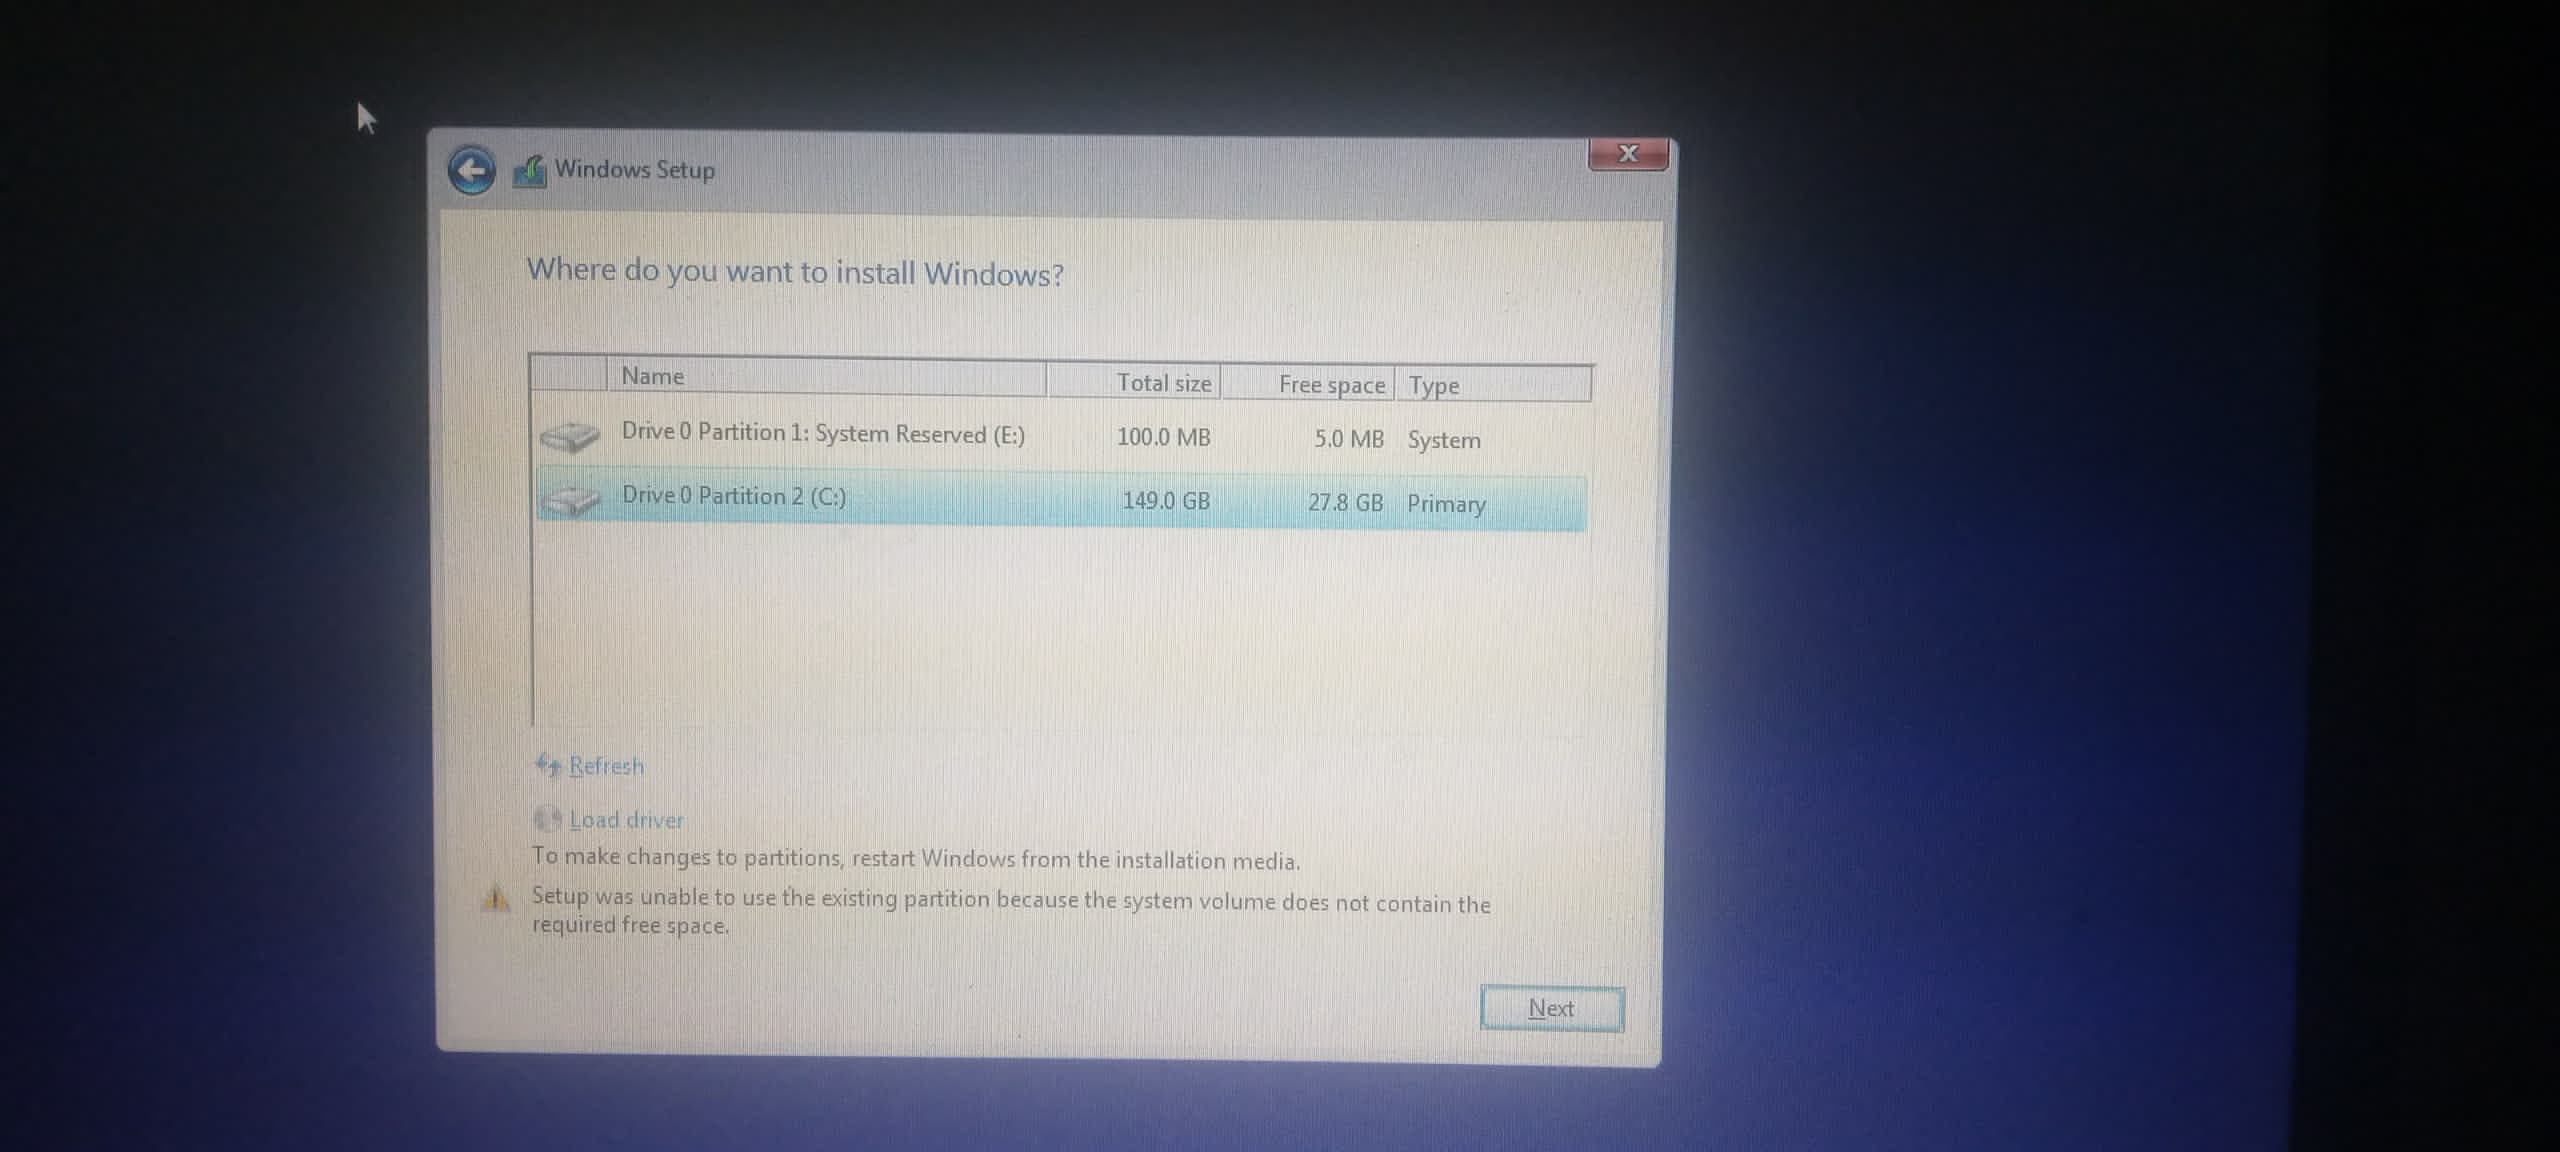 Windows Setup
X
Where do you want to install Windows?
Name Total size Free space Type
Drive 0 Partition 1: System Reserved (E:) 100.0 MB 5.0 MB System
Drive 0 Partition 2 (C:) 149.0 GB 27.8 GB Primary
Refresh
Load driver
To make changes to partitions, restart Windows from the installation media.
Setup was unable to use the existing partition because the system volume does not contain the
required free space.
Next